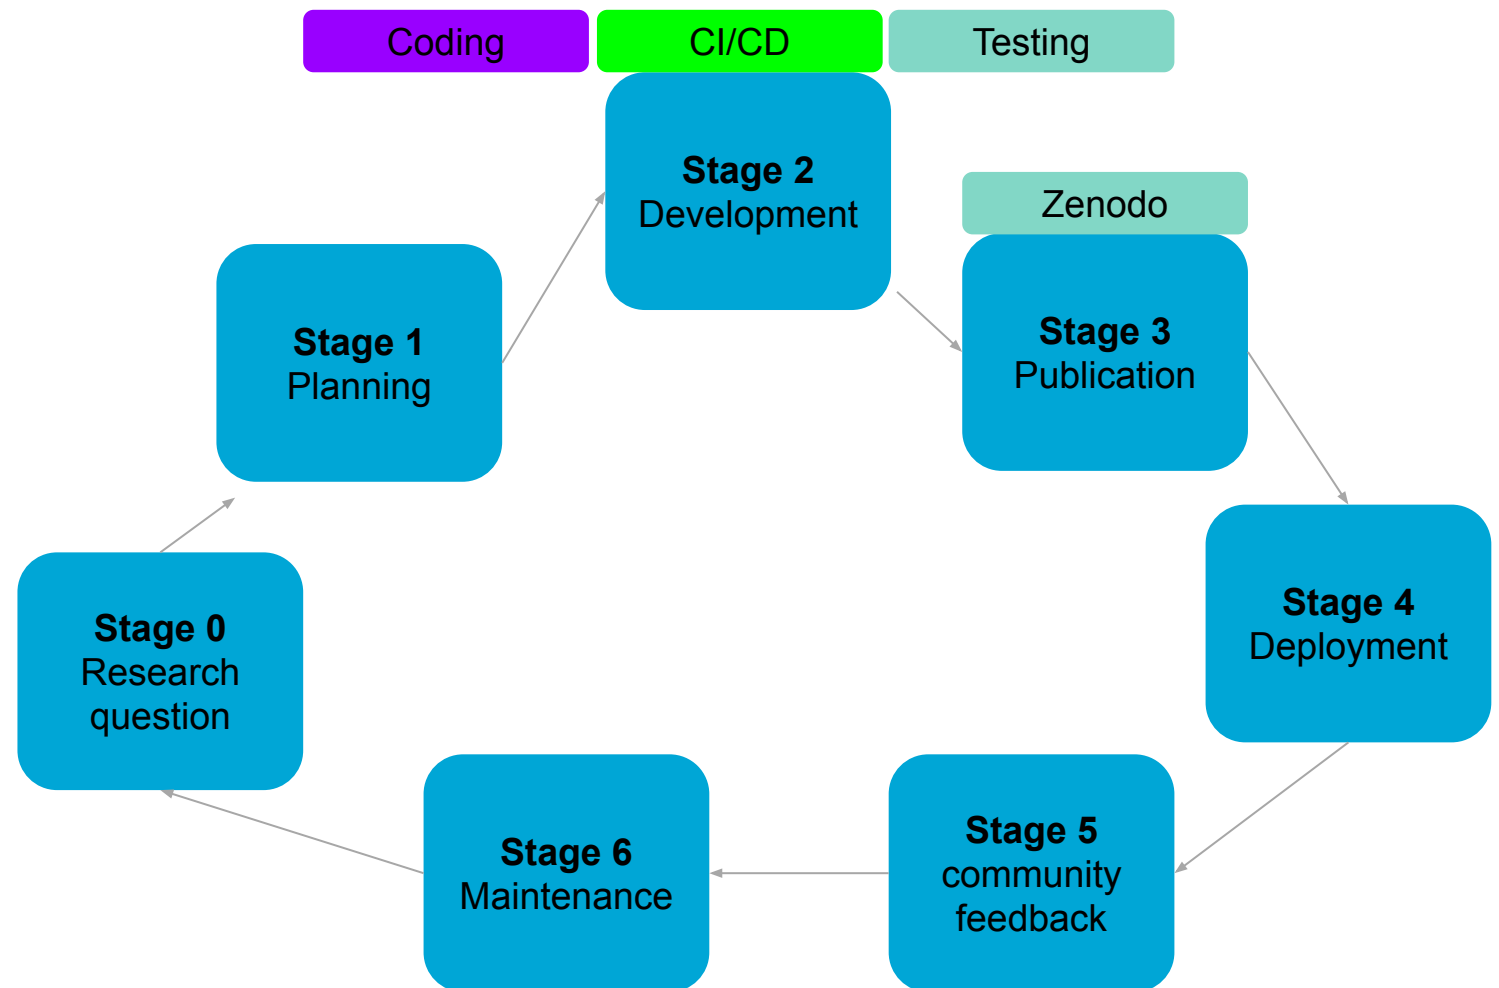 Coding
CI/CD
Testing
Stage 2
Development
Zenodo
Stage 3
Publication
Stage 1
Planning
Stage 4
Deployment
Stage 0
Research
question
Stage 5
community
feedback
Stage 6
Maintenance